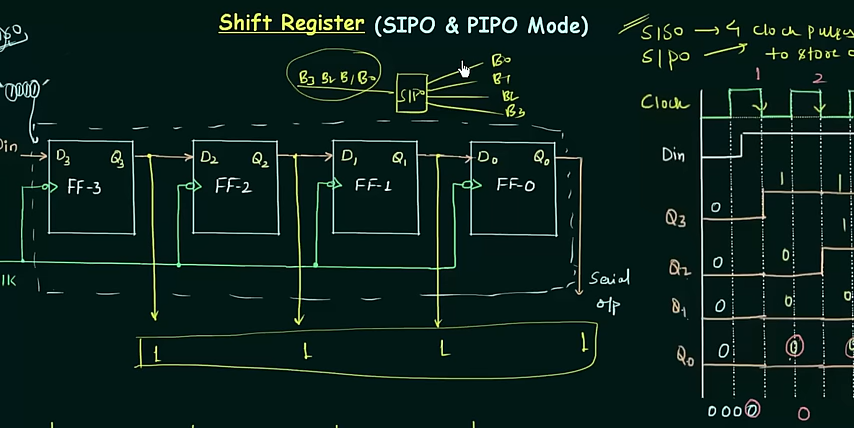 Shift Register (SIPO & PIPO Mode)
SISO → 4 clock pulses
SIPO → to store
B3 B2 B1 B0
SIPO
B0
B1
B2
B3
1 2
Clock
Din
Din
D3 Q3
FF-3
D2 Q2
FF-2
D1 Q1
FF-1
D0 Q0
FF-0
Serial
o/p
1 1 1 1
Q3 0 1 1
Q2 0 0 1
Q1 0 0 0
Q0 0 0
0000 0